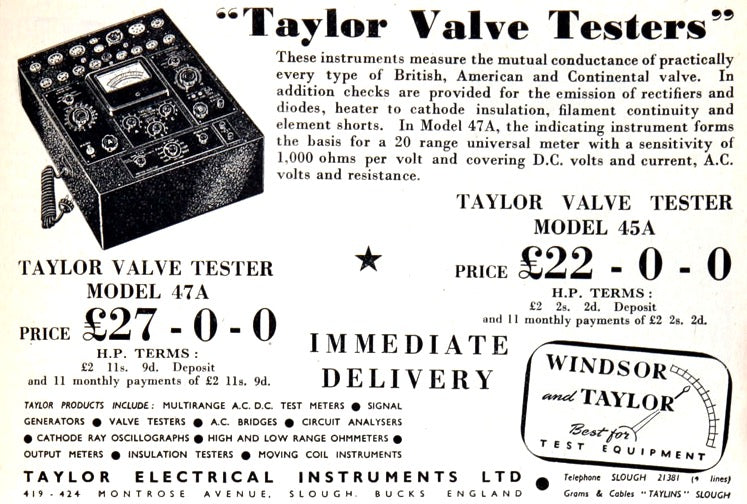 “Taylor Valve Testers”
These instruments measure the mutual conductance of practically
every type of British, American and Continental valve. In
addition checks are provided for the emission of rectifiers and
diodes, heater to cathode insulation, filament continuity and
element shorts. In Model 47A, the indicating instrument forms
the basis for a 20 range universal meter with a sensitivity of
1,000 ohms per volt and covering D.C. volts and current, A.C.
volts and resistance.
TAYLOR VALVE TESTER
MODEL 45A
PRICE £22 - 0 - 0
H.P. TERMS :
£2 2s. 2d. Deposit
and 11 monthly payments of £2 2s. 2d.
TAYLOR VALVE TESTER
MODEL 47A
PRICE £27 - 0 - 0
H.P. TERMS :
£2 11s. 9d. Deposit
and 11 monthly payments of £2 11s. 9d.
IMMEDIATE
DELIVERY
WINDSOR
and TAYLOR
Best for
TEST EQUIPMENT
TAYLOR PRODUCTS INCLUDE : MULTIRANGE A.C. D.C. TEST METERS ● SIGNAL
GENERATORS ● VALVE TESTERS ● A.C. BRIDGES ● CIRCUIT ANALYSERS
● CATHODE RAY OSCILLOGRAPHS ● HIGH AND LOW RANGE OHMMETERS ●
OUTPUT METERS ● INSULATION TESTERS ● MOVING COIL INSTRUMENTS
TAYLOR ELECTRICAL INSTRUMENTS LTD ●
419 - 424 MONTROSE AVENUE, SLOUGH. BUCKS ENGLAND
Telephone SLOUGH 21381 (4 lines)
Grams & Cables "TAYLINS" SLOUGH